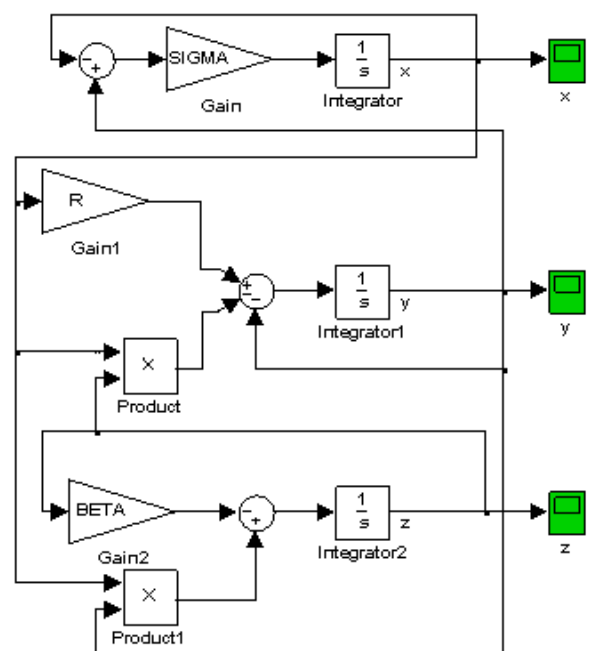 SIGMA
Gain
1
s
x
Integrator
x
R
Gain1
1
s
y
Integrator1
y
×
Product
BETA
Gain2
1
s
z
Integrator2
z
×
Product1